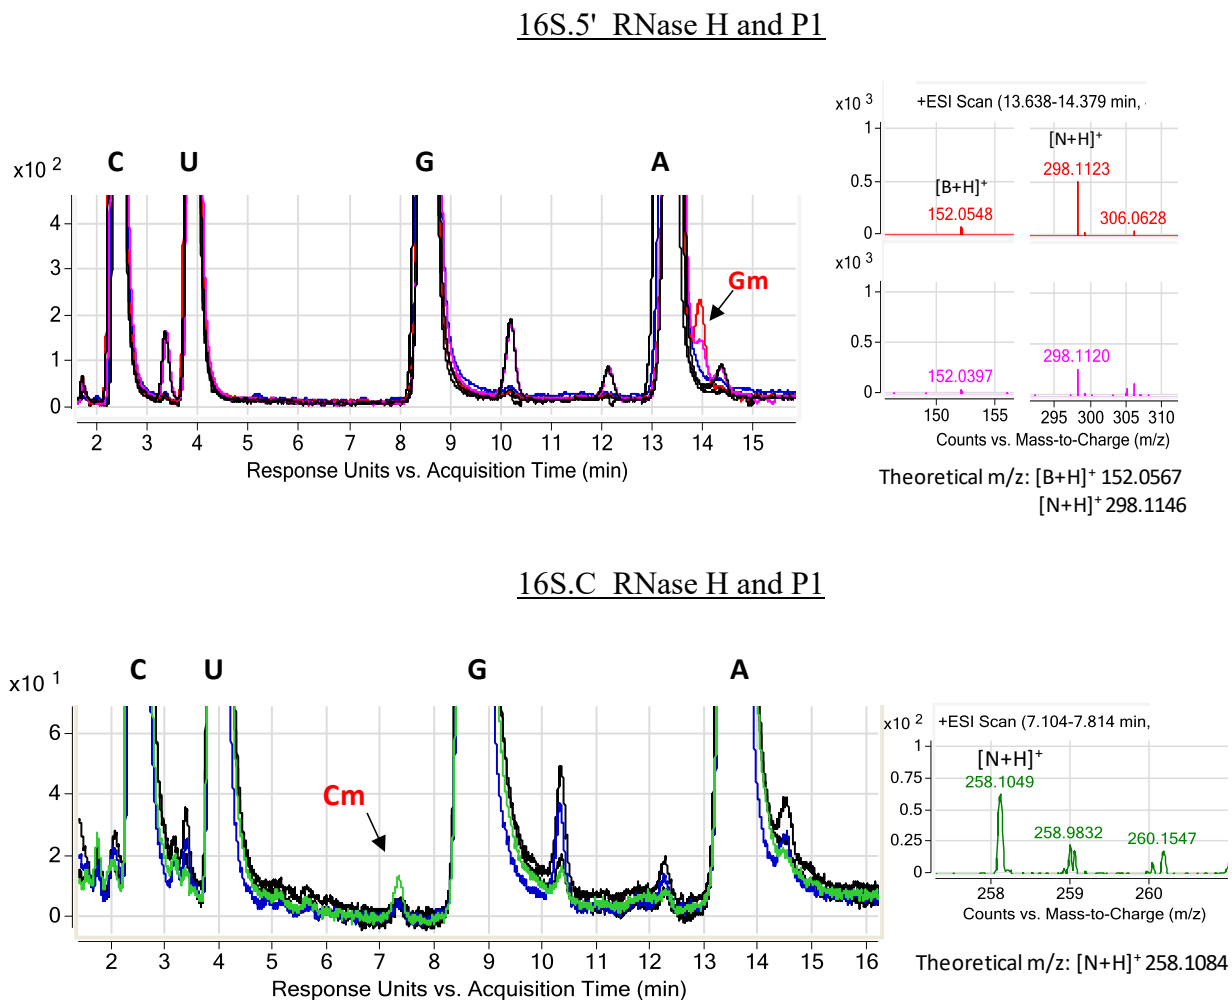 16S.5' RNase H and P1
x10 2
C U G A
4
3
2
1
0
Gm
2 3 4 5 6 7 8 9 10 11 12 13 14 15
Response Units vs. Acquisition Time (min)
x10 3
+ESI Scan (13.638-14.379 min,
1
0.5
0
[B+H]+
152.0548
[N+H]+
298.1123
306.0628
x10 3
1
0.5
0
152.0397
298.1120
150 155 295 300 305 310
Counts vs. Mass-to-Charge (m/z)
Theoretical m/z: [B+H]+ 152.0567
[N+H]+ 298.1146
16S.C RNase H and P1
x10 1
C U G A
6
4
2
0
Cm
2 3 4 5 6 7 8 9 10 11 12 13 14 15 16
Response Units vs. Acquisition Time (min)
x10 2
+ESI Scan (7.104-7.814 min,
1
0.75
0.5
0.25
0
[N+H]+
258.1049
258.9832
260.1547
258 259 260
Counts vs. Mass-to-Charge (m/z)
Theoretical m/z: [N+H]+ 258.1084